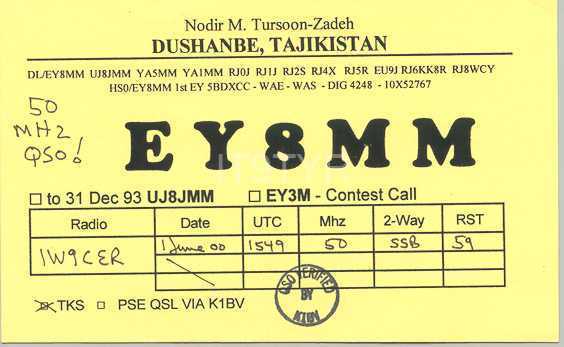 Nodir M. Tursoon-Zadeh
DUSHANBE, TAJIKISTAN
DL/EY8MM UJ8JMM YA5MM YA1MM RJ0J RJ1J RJ2S RJ4X RJ5R EU9J RJ6KK8R RJ8WCY
HS0/EY8MM 1st EY 5BDXCC - WAE - WAS - DIG 4248 - 10X52767
50
MHz
QSO!
EY8MM
to 31 Dec 93 UJ8JMM EY3M - Contest Call
Radio Date UTC Mhz 2-Way RST
IW9CER 1 June 00 1549 50 SSB 59
TKS PSE QSL VIA K1BV
QSO VERIFIED
BY
K1BV